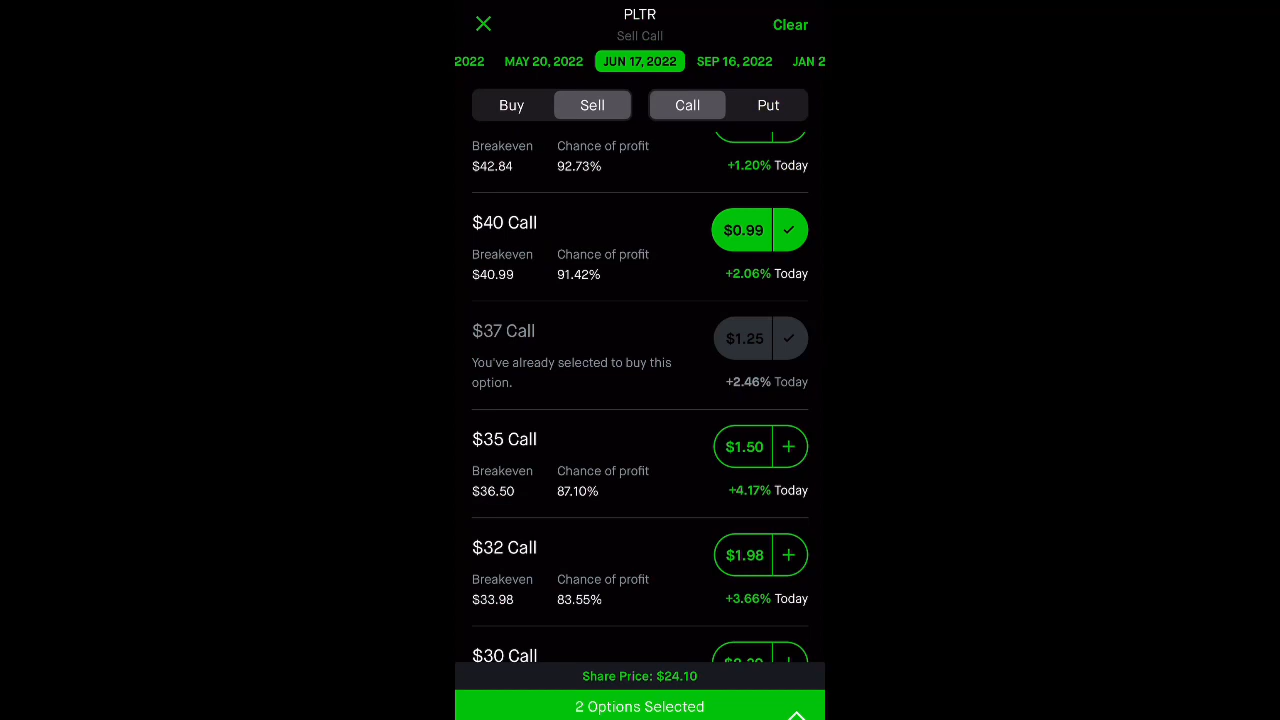 PLTR
Clear
Sell Call
2022 MAY 20, 2022 JUN 17, 2022 SEP 16, 2022 JAN 2
Buy Sell Call Put
Breakeven Chance of profit
$42.84 92.73% +1.20% Today
$40 Call $0.99
Breakeven Chance of profit
$40.99 91.42% +2.06% Today
$37 Call $1.25
You've already selected to buy this
option. +2.46% Today
$35 Call $1.50
Breakeven Chance of profit
$36.50 87.10% +4.17% Today
$32 Call $1.98
Breakeven Chance of profit
$33.98 83.55% +3.66% Today
$30 Call
Share Price: $24.10
2 Options Selected